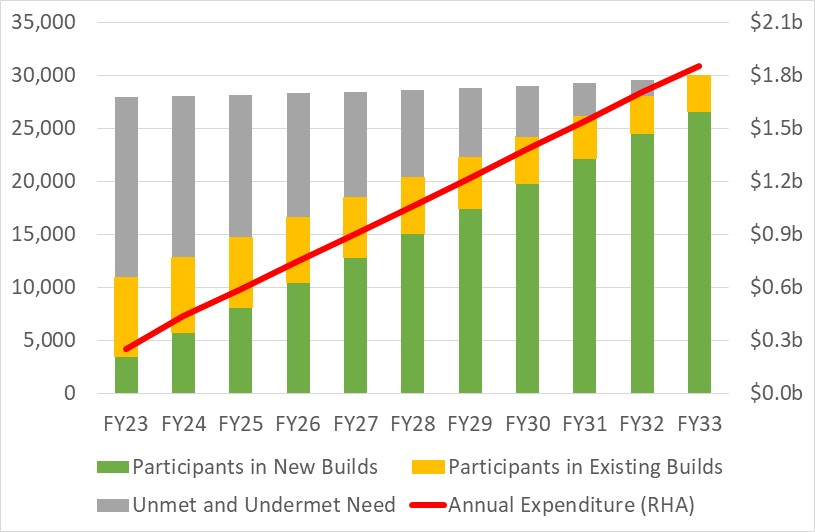 35,000 $2.1b
30,000 $1.8b
25,000 $1.5b
20,000 $1.2b
15,000 $0.9b
10,000 $0.6b
5,000 $0.3b
0 $0.0b
FY23 FY24 FY25 FY26 FY27 FY28 FY29 FY30 FY31 FY32 FY33
Participants in New Builds Participants in Existing Builds
Unmet and Undermet Need Annual Expenditure (RHA)